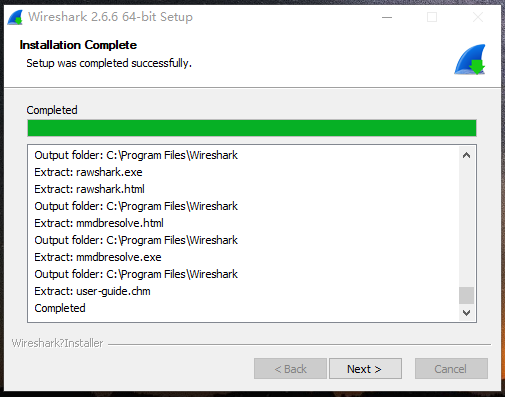 Wireshark 2.6.6 64-bit Setup
Installation Complete
Setup was completed successfully.
Completed
Output folder: C:\Program Files\Wireshark
Extract: rawshark.exe
Extract: rawshark.html
Output folder: C:\Program Files\Wireshark
Extract: mmdbresolve.html
Output folder: C:\Program Files\Wireshark
Extract: mmdbresolve.exe
Output folder: C:\Program Files\Wireshark
Extract: user-guide.chm
Completed
Wireshark?Installer
< Back Next > Cancel